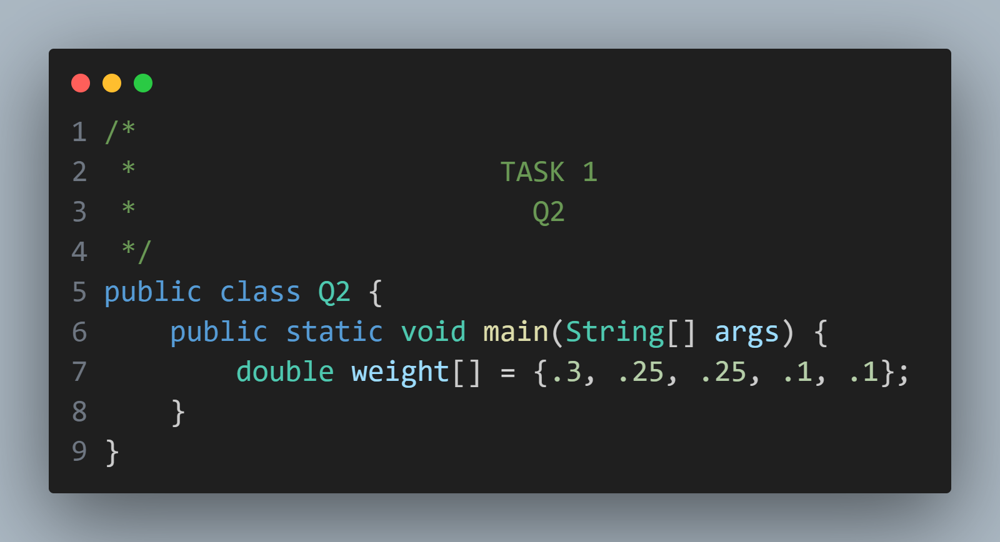 1 /*
2  *                       TASK 1
3  *                         Q2
4  */
5 public class Q2 {
6     public static void main(String[] args) {
7         double weight[] = {.3, .25, .25, .1, .1};
8     }
9 }